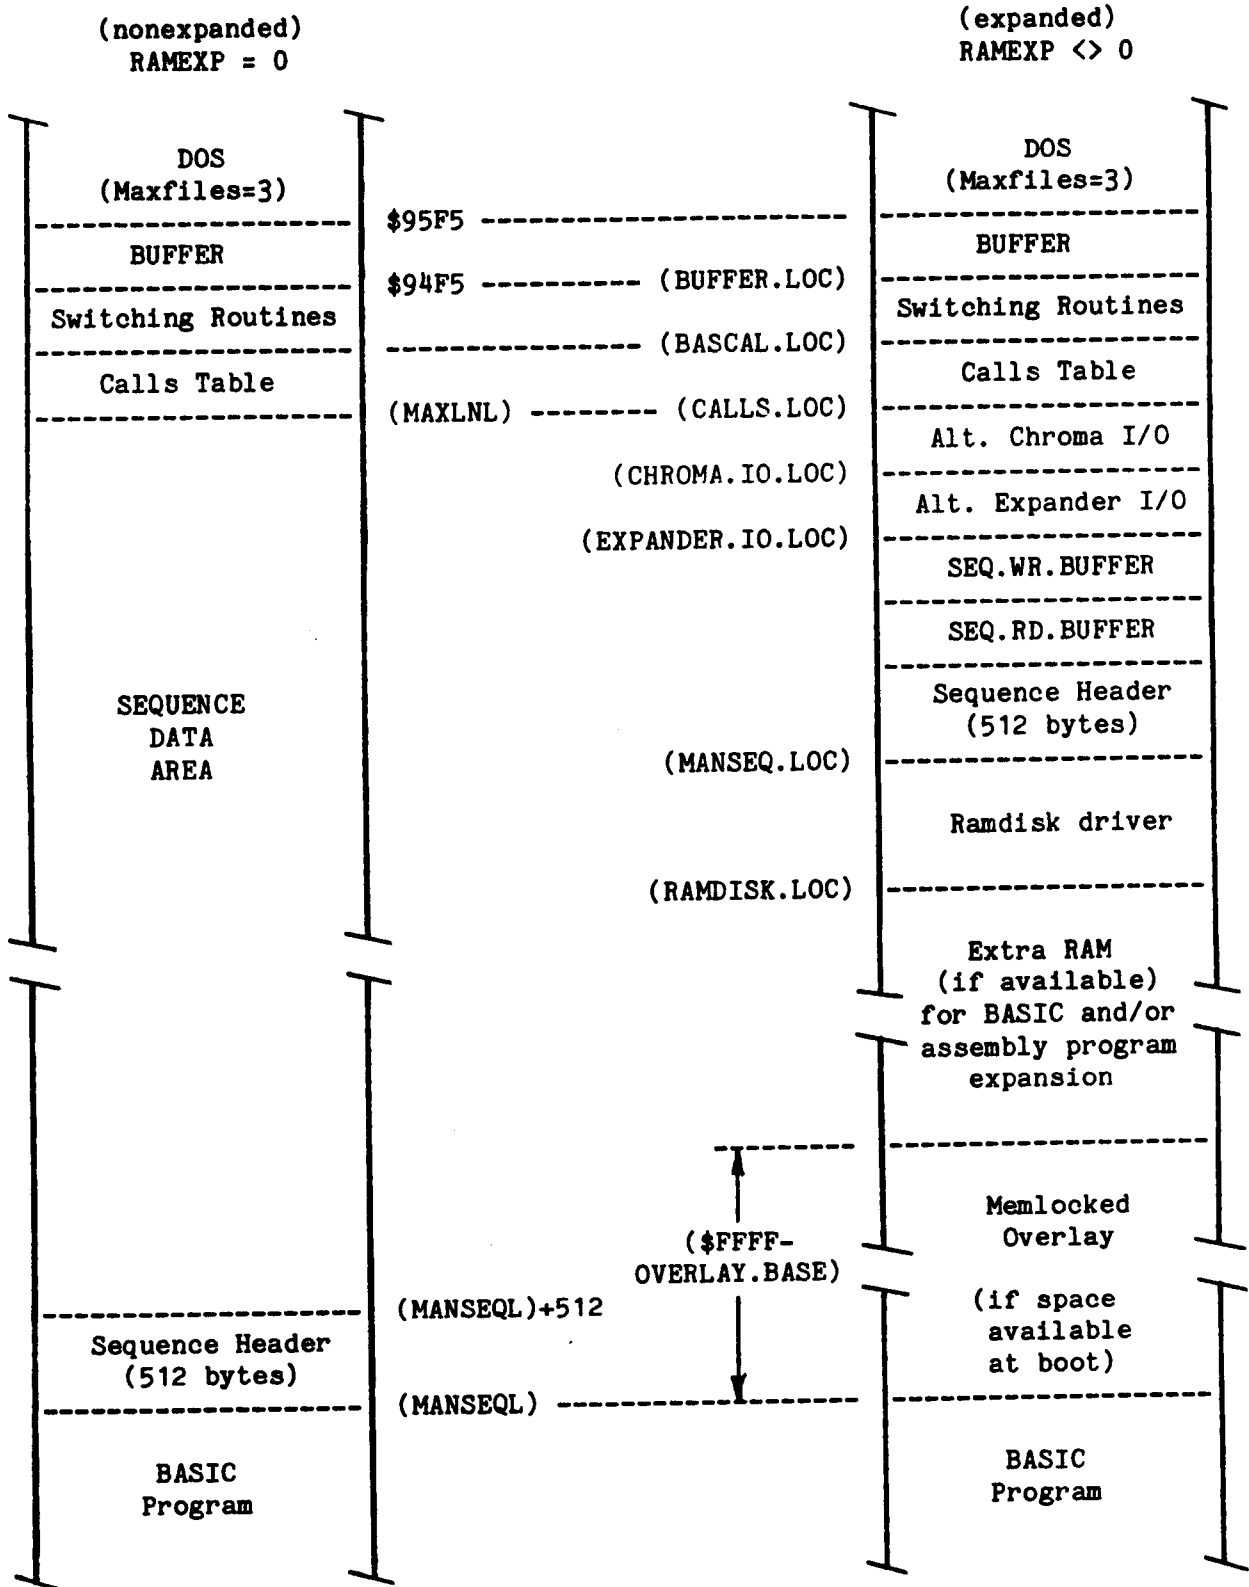 (nonexpanded)
RAMEXP = 0
(expanded)
RAMEXP <> 0
DOS
(Maxfiles=3)
BUFFER
Switching Routines
Calls Table
SEQUENCE
DATA
AREA
Sequence Header
(512 bytes)
BASIC
Program
$95F5
$94F5
(BUFFER.LOC)
(BASCAL.LOC)
(MAXLNL)
(CALLS.LOC)
(CHROMA.IO.LOC)
(EXPANDER.IO.LOC)
(MANSEQ.LOC)
(RAMDISK.LOC)
($FFFF-
OVERLAY.BASE)
(MANSEQL)+512
(MANSEQL)
DOS
(Maxfiles=3)
BUFFER
Switching Routines
Calls Table
Alt. Chroma I/O
Alt. Expander I/O
SEQ.WR.BUFFER
SEQ.RD.BUFFER
Sequence Header
(512 bytes)
Ramdisk driver
Extra RAM
(if available)
for BASIC and/or
assembly program
expansion
Memlocked
Overlay
(if space
available
at boot)
BASIC
Program